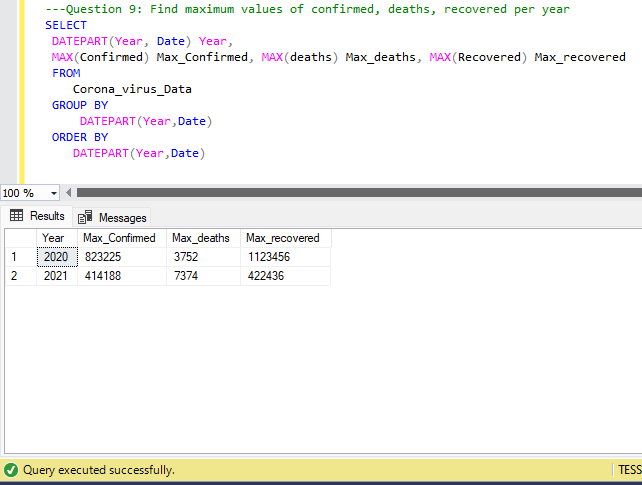 ---Question 9: Find maximum values of confirmed, deaths, recovered per year
SELECT
DATEPART(Year, Date) Year,
MAX(Confirmed) Max_Confirmed, MAX(deaths) Max_deaths, MAX(Recovered) Max_recovered
FROM
Corona_virus_Data
GROUP BY
DATEPART(Year,Date)
ORDER BY
DATEPART(Year,Date)
100 %
Results Messages
Year Max_Confirmed Max_deaths Max_recovered
1 2020 823225 3752 1123456
2 2021 414188 7374 422436
Query executed successfully. TESS